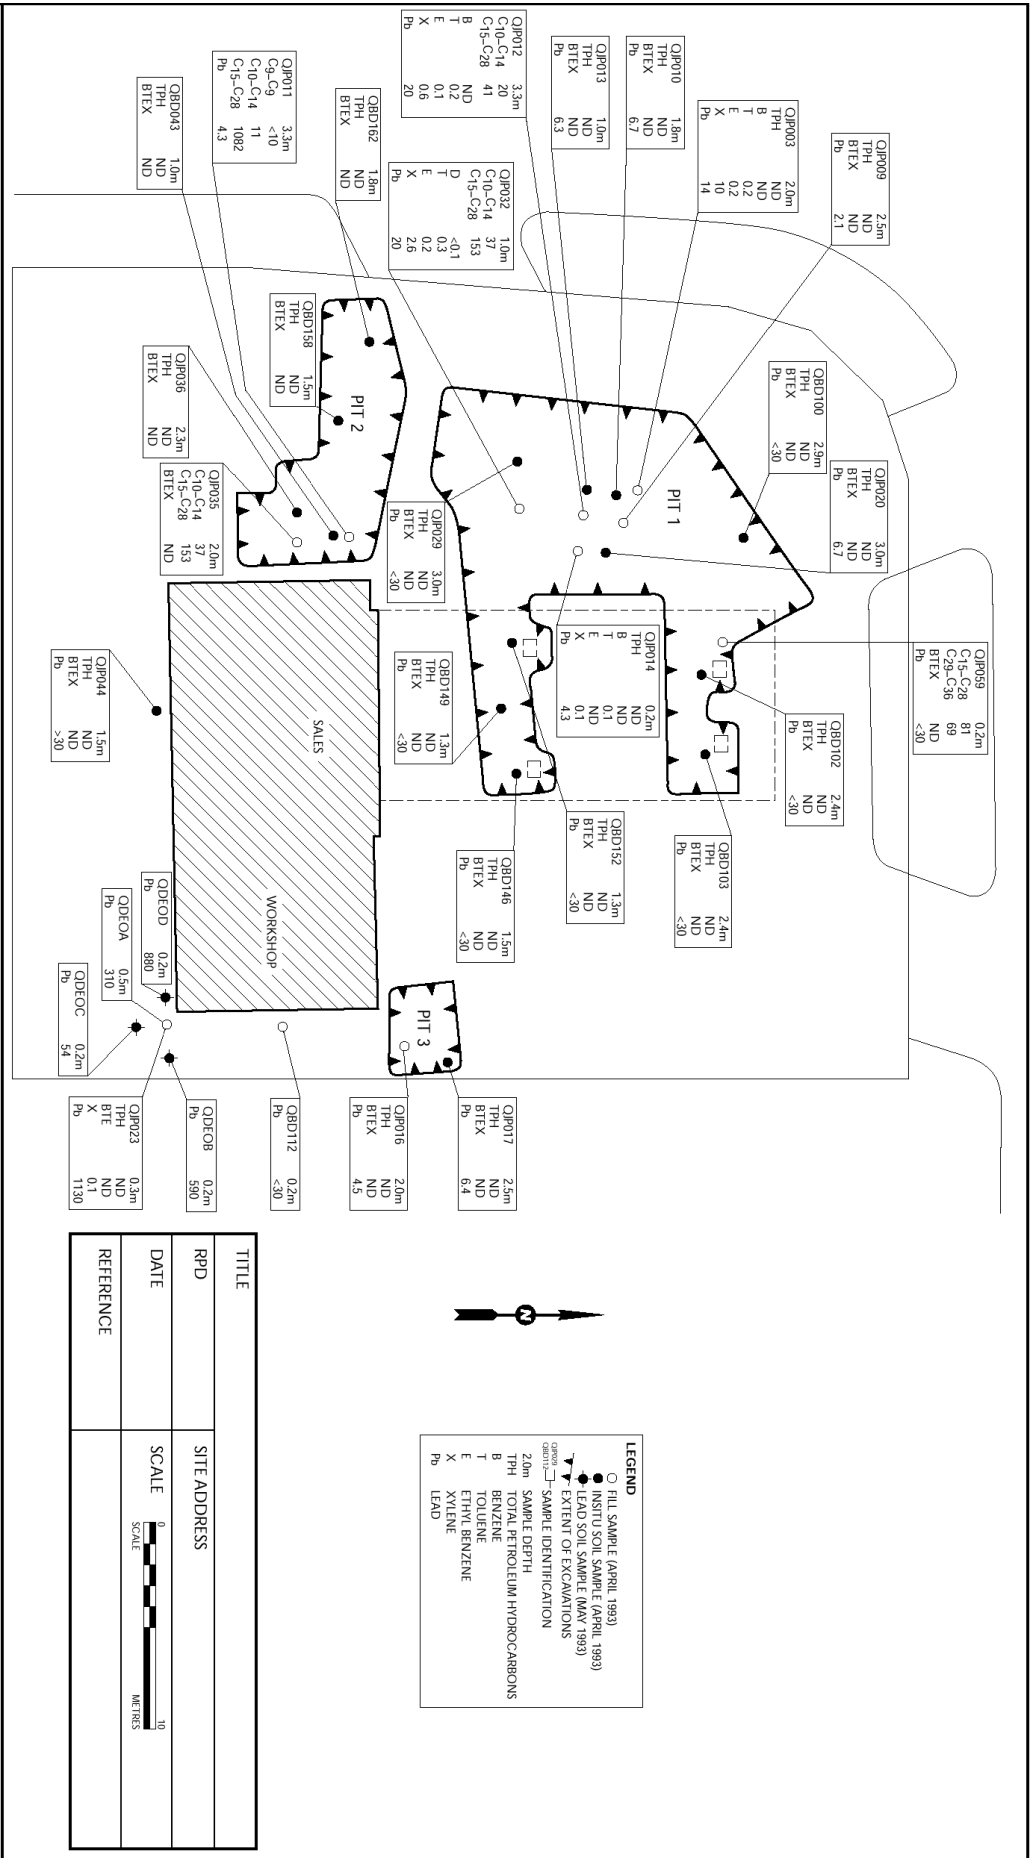 QJP009 2.5m
TPH ND
BTEX ND
Pb 2.1
QJP003 2.0m
TPH ND
B ND
T 0.2
E 0.2
X 10
Pb 14
QJP010 1.8m
TPH ND
BTEX ND
Pb 6.7
QJP013 1.0m
TPH ND
BTEX ND
Pb 6.3
QJP012 3.3m
C10-C14 20
C15-C28 41
B ND
T 0.2
E 0.1
X 0.6
Pb 20
QJP032 1.0m
C10-C14 37
C15-C28 153
D <0.1
T 0.3
E 0.2
X 2.6
Pb 20
QBD162 1.8m
TPH ND
BTEX ND
QJP011 3.3m
C9-C9 <10
C10-C14 11
C15-C28 1082
Pb 4.3
QBD043 1.0m
TPH ND
BTEX ND
QBD158 1.5m
TPH ND
BTEX ND
QJP036 2.3m
TPH ND
BTEX ND
QJP035 2.0m
C10-C14 37
C15-C28 153
BTEX ND
QBD100 2.9m
TPH ND
BTEX ND
Pb <30
QJP020 3.0m
TPH ND
BTEX ND
Pb 6.7
QJP029 3.0m
TPH ND
BTEX ND
Pb <30
PIT 1
PIT 2
QJP059 0.2m
C15-C28 81
C29-C36 69
BTEX ND
Pb <30
QJP014 0.2m
TPH ND
B ND
T 0.1
E ND
X 0.1
Pb 4.3
QBD102 2.4m
TPH ND
BTEX ND
Pb <30
QBD149 1.3m
TPH ND
BTEX ND
Pb <30
QJP044 1.5m
TPH ND
BTEX ND
Pb >30
SALES
QBD103 2.4m
TPH ND
BTEX ND
Pb <30
QBD152 1.3m
TPH ND
BTEX ND
Pb <30
QBD146 1.5m
TPH ND
BTEX ND
Pb <30
WORKSHOP
QDEOD 0.2m
Pb 880
QDEOA 0.5m
Pb 310
QDEOC 0.2m
Pb 54
PIT 3
QJP017 2.5m
TPH ND
BTEX ND
Pb 6.4
QJP016 2.0m
TPH ND
BTEX ND
Pb 4.5
QBD112 0.2m
Pb <30
QDEOB 0.2m
Pb 590
QJP023 0.3m
TPH ND
BTE ND
X 0.1
Pb 1130
N
LEGEND
FILL SAMPLE (APRIL 1993)
INSITU SOIL SAMPLE (APRIL 1993)
LEAD SOIL SAMPLE (MAY 1993)
EXTENT OF EXCAVATIONS
QJP029
QBD112
SAMPLE IDENTIFICATION
2.0m SAMPLE DEPTH
TPH TOTAL PETROLEUM HYDROCARBONS
B BENZENE
T TOLUENE
E ETHYL BENZENE
X XYLENE
Pb LEAD
TITLE
RPD SITE ADDRESS
DATE SCALE
0 10
SCALE METRES
REFERENCE